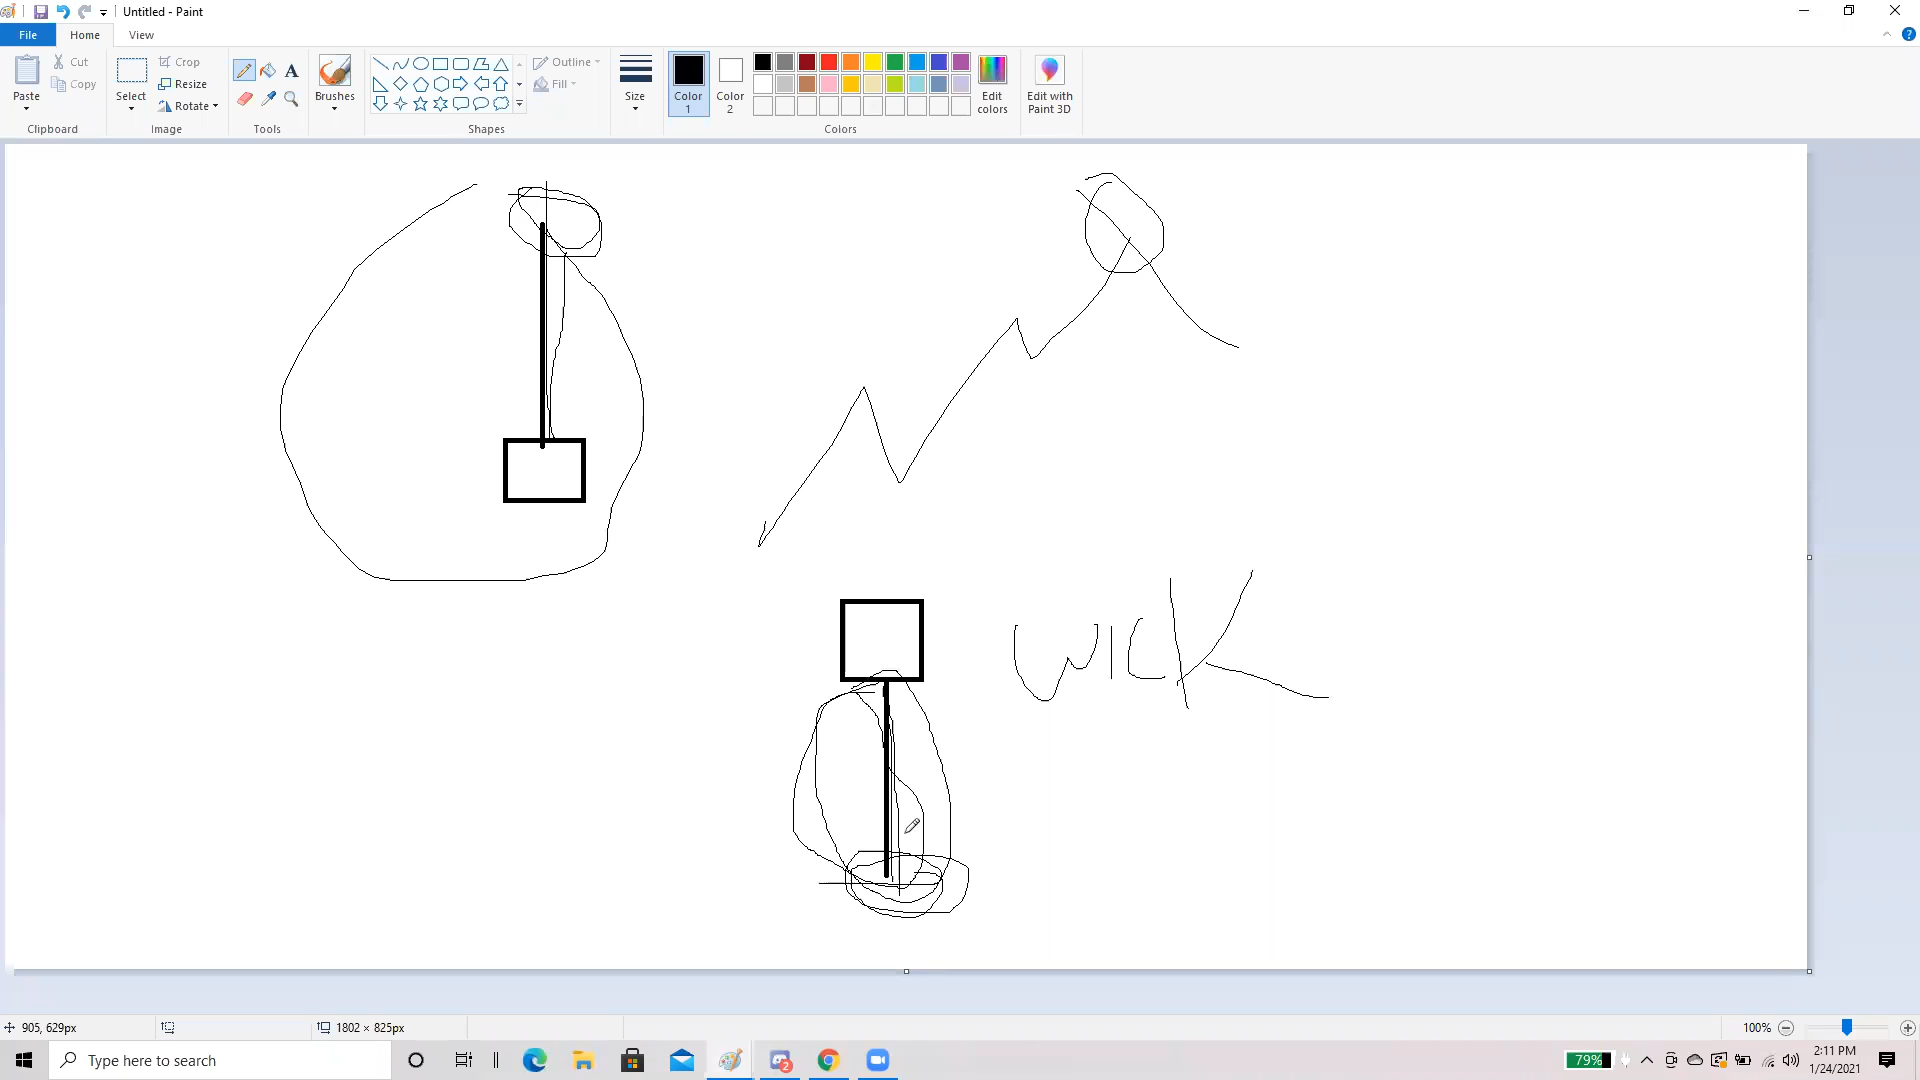 Untitled - Paint
File Home View
Paste
Cut
Copy
Clipboard
Select
Crop
Resize
Rotate
Image
A
Tools
Brushes
Outline
Fill
Shapes
Size
Color 1
Color 2
Edit colors
Colors
Edit with Paint 3D
WICK
905, 629px
1802 × 825px
100%
Type here to search
2
79%
2:11 PM
1/24/2021